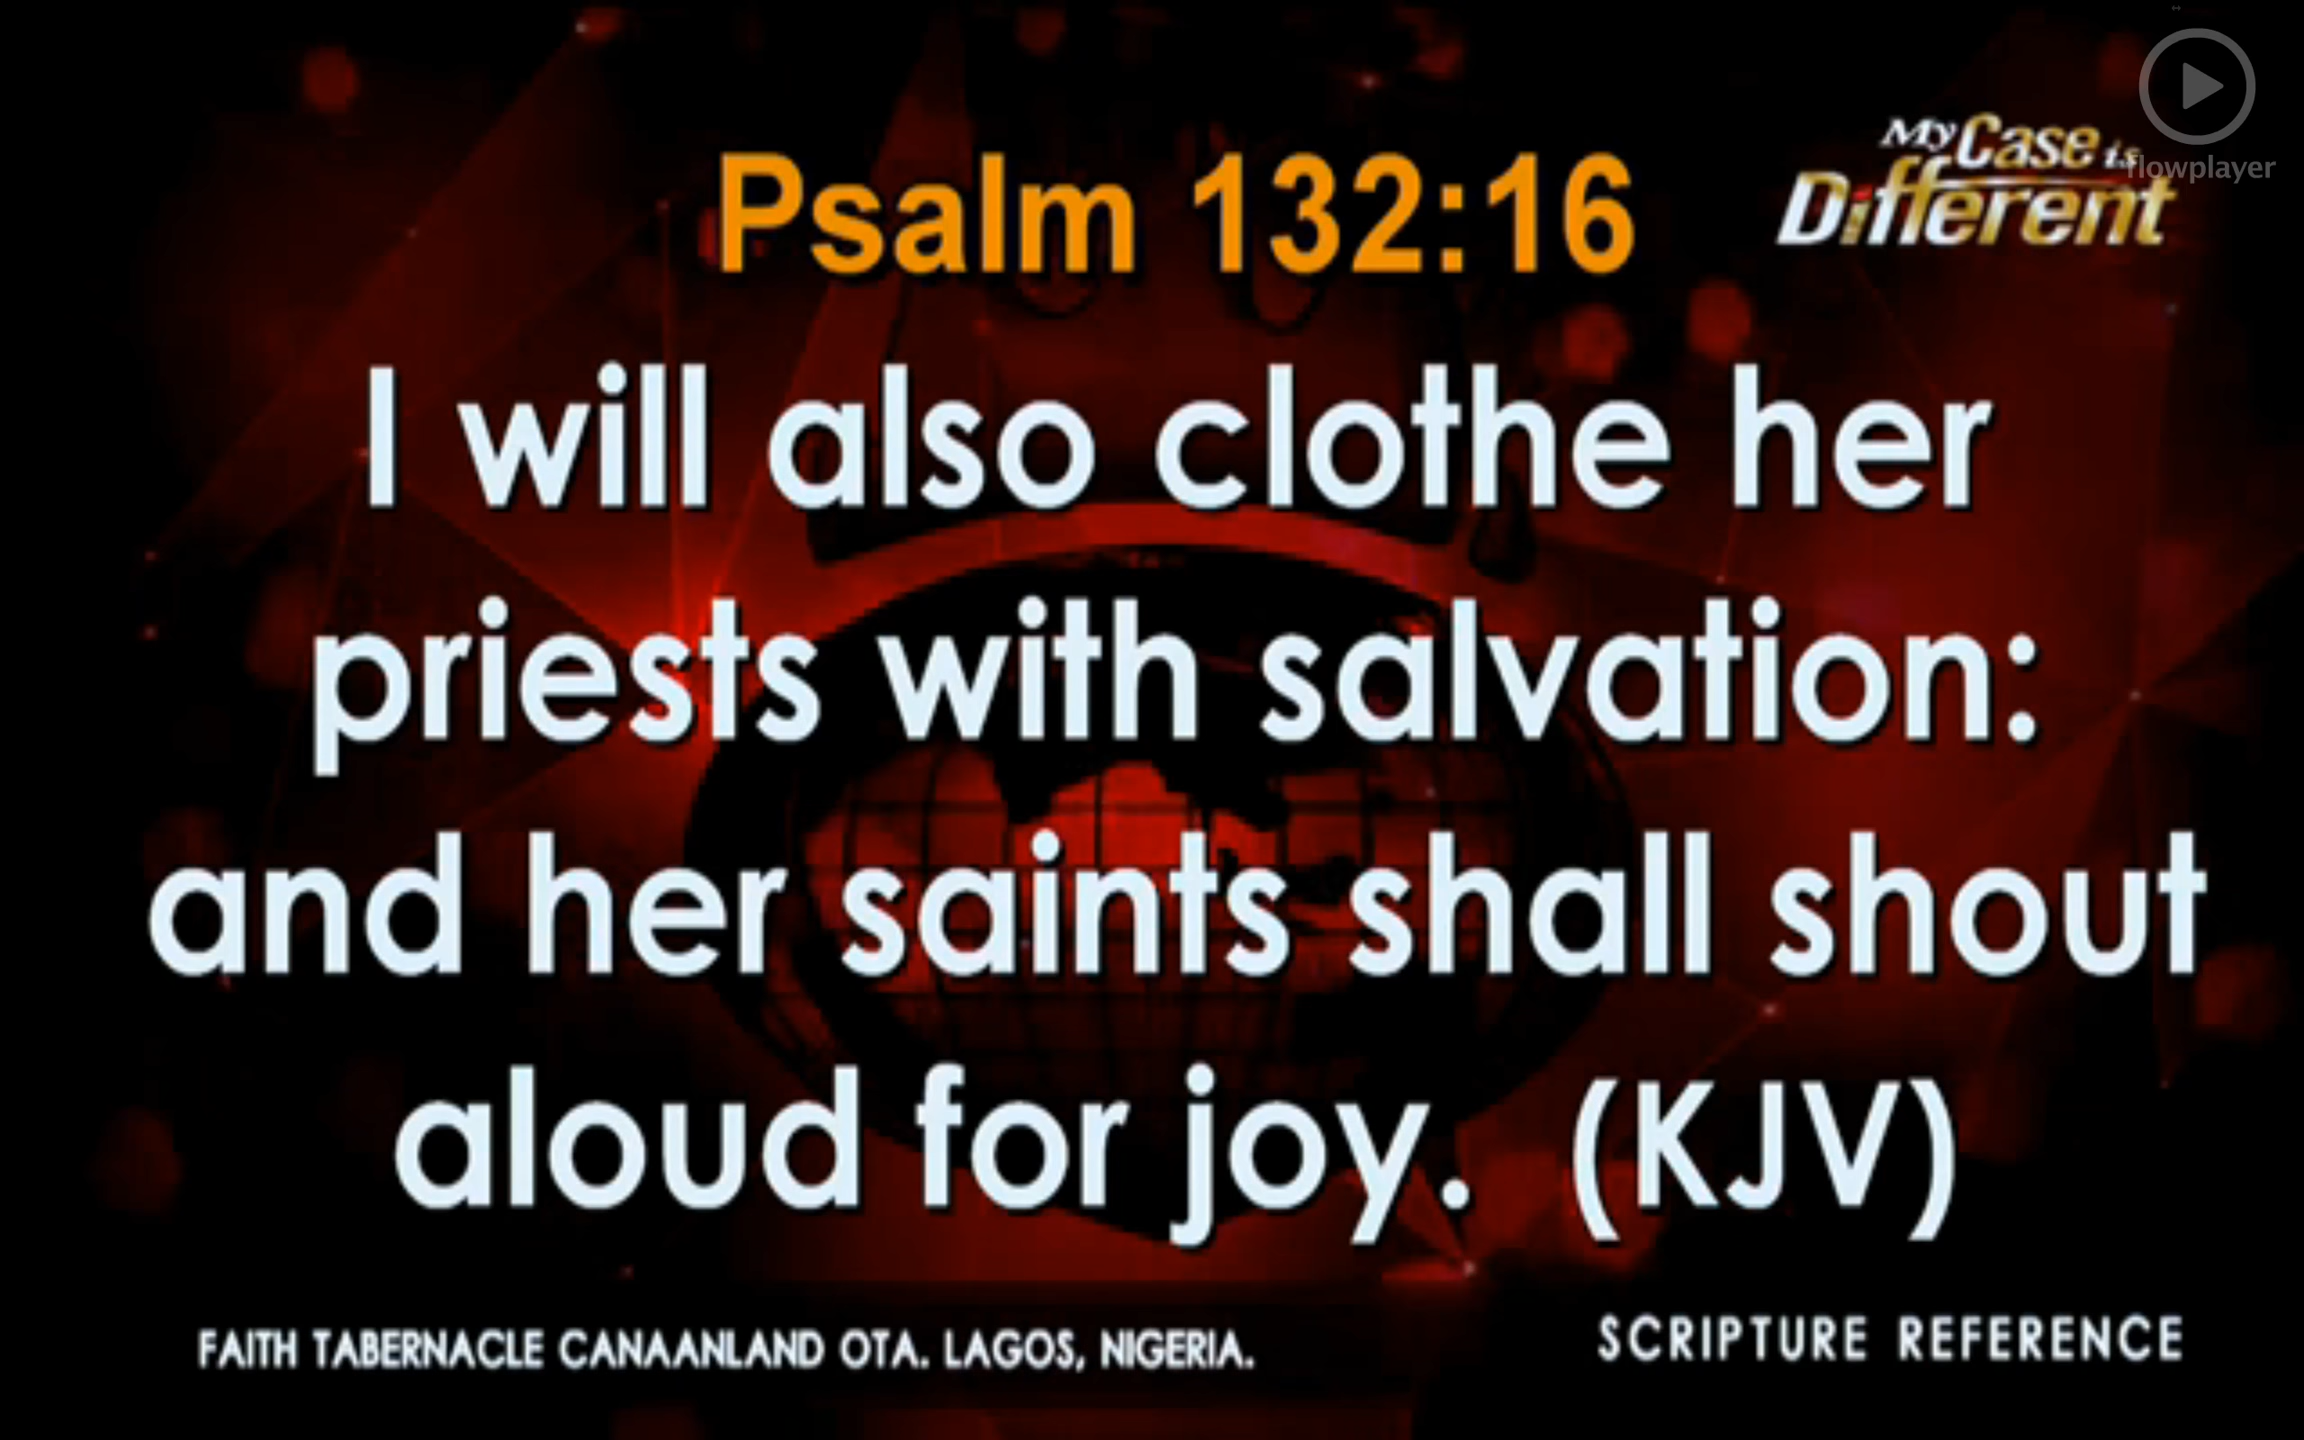 flowplayer
My Case is
Different
Psalm 132:16
I will also clothe her
priests with salvation:
and her saints shall shout
aloud for joy. (KJV)
FAITH TABERNACLE CANAANLAND OTA. LAGOS, NIGERIA.
SCRIPTURE REFERENCE